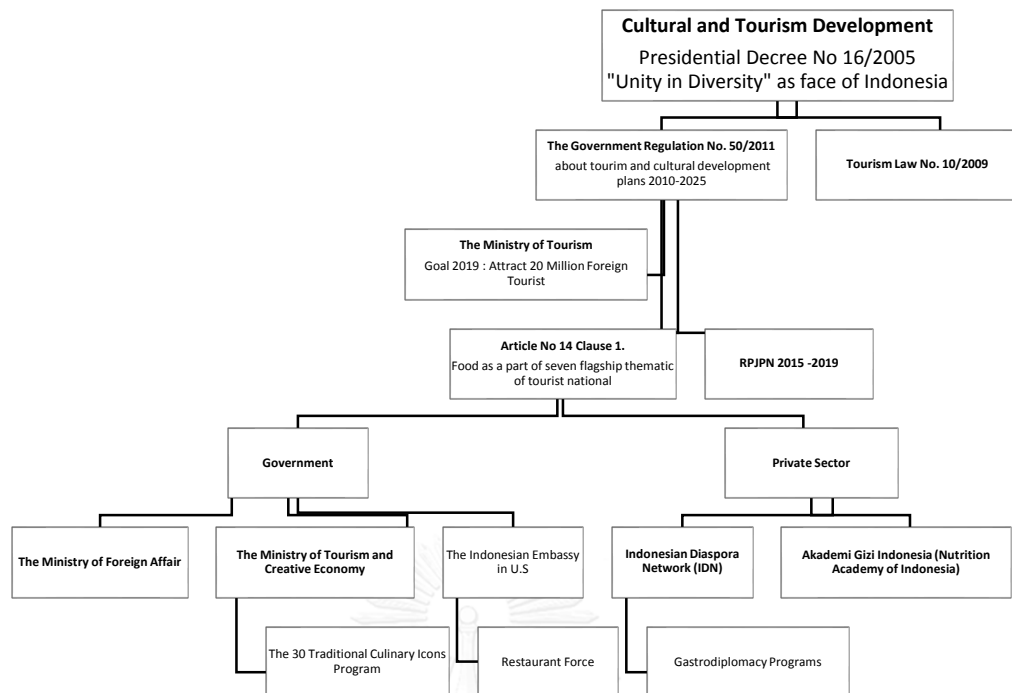 Cultural and Tourism Development
Presidential Decree No 16/2005
"Unity in Diversity" as face of Indonesia
The Government Regulation No. 50/2011
about tourim and cultural development
plans 2010-2025
Tourism Law No. 10/2009
The Ministry of Tourism
Goal 2019 : Attract 20 Million Foreign
Tourist
Article No 14 Clause 1.
Food as a part of seven flagship thematic
of tourist national
RPJPN 2015 -2019
Government
Private Sector
The Ministry of Foreign Affair
The Ministry of Tourism and
Creative Economy
The Indonesian Embassy
in U.S
Indonesian Diaspora
Network (IDN)
Akademi Gizi Indonesia (Nutrition
Academy of Indonesia)
The 30 Traditional Culinary Icons
Program
Restaurant Force
Gastrodiplomacy Programs